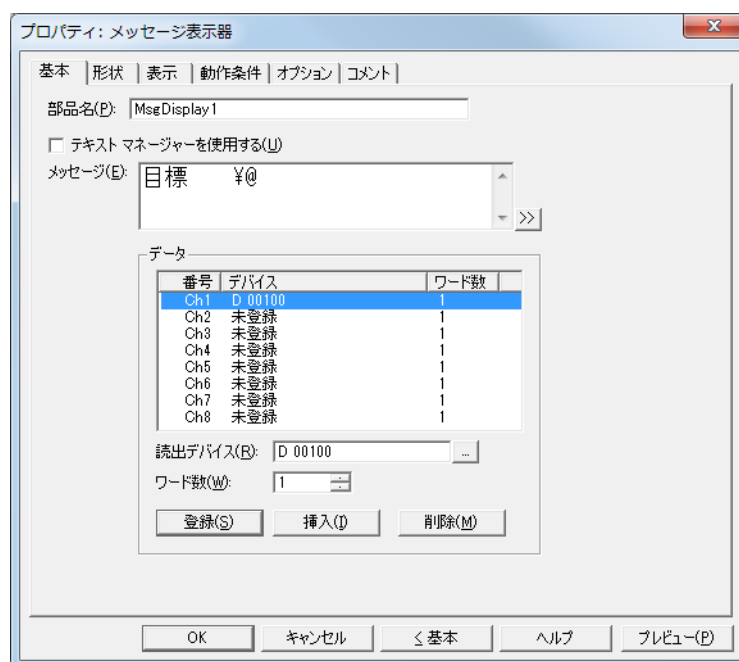 プロパティ: メッセージ表示器
基本 形状 表示 動作条件 オプション コメント
部品名(P): MsgDisplay1
テキスト マネージャーを使用する(U)
メッセージ(E): 目標 ¥@
>>
データ
番号 デバイス ワード数
Ch1 D 00100 1
Ch2 未登録 1
Ch3 未登録 1
Ch4 未登録 1
Ch5 未登録 1
Ch6 未登録 1
Ch7 未登録 1
Ch8 未登録 1
読出デバイス(R): D 00100 ...
ワード数(W): 1
登録(S) 挿入(I) 削除(M)
OK キャンセル <基本 ヘルプ プレビュー(P)